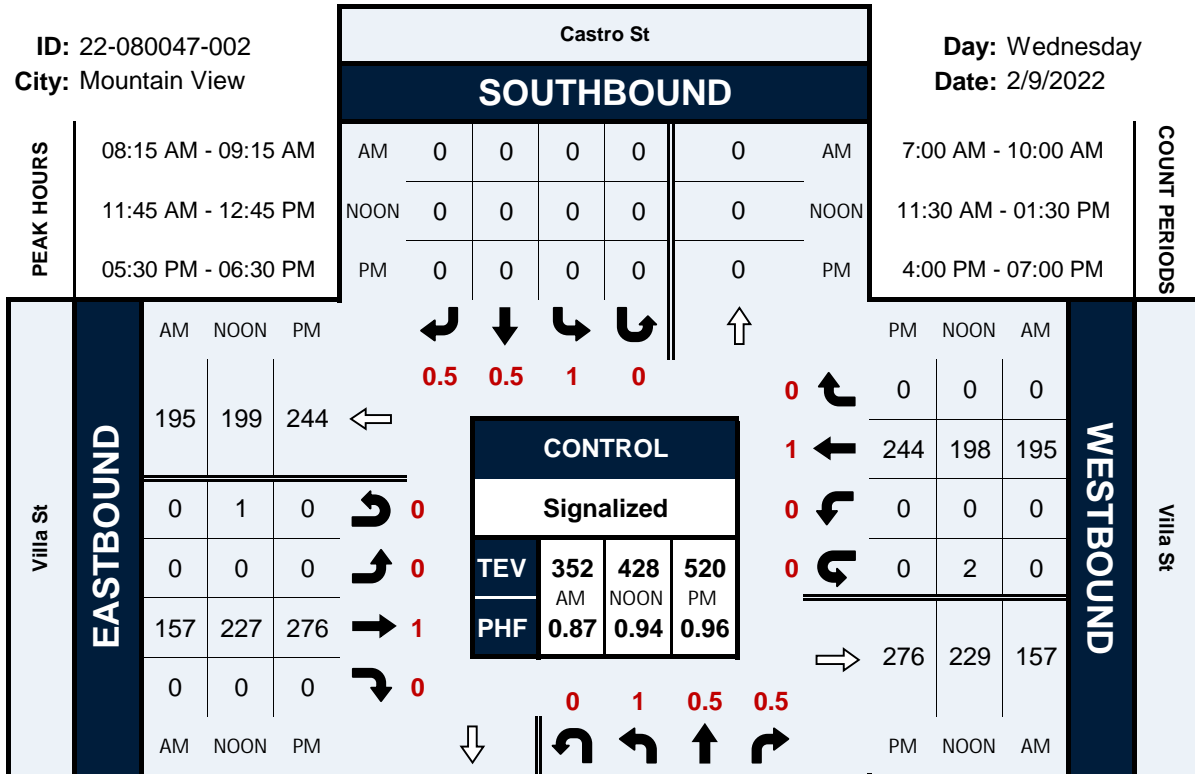 ID: 22-080047-002
City: Mountain View
Castro St
Day: Wednesday
Date: 2/9/2022
SOUTHBOUND
PEAK HOURS
08:15 AM - 09:15 AM
11:45 AM - 12:45 PM
05:30 PM - 06:30 PM
AM 0 0 0 0 0 AM
NOON 0 0 0 0 0 NOON
PM 0 0 0 0 0 PM
7:00 AM - 10:00 AM
11:30 AM - 01:30 PM
4:00 PM - 07:00 PM
COUNT PERIODS
0.5 0.5 1 0
Villa St
EASTBOUND
AM NOON PM
195 199 244
0 1 0 0
0 0 0 0
157 227 276 1
0 0 0 0
AM NOON PM
CONTROL
Signalized
TEV 352 428 520
AM NOON PM
PHF 0.87 0.94 0.96
PM NOON AM
0 0 0 0
1 244 198 195
0 0 0 0
0 0 2 0
276 229 157
PM NOON AM
WESTBOUND
Villa St
0 1 0.5 0.5